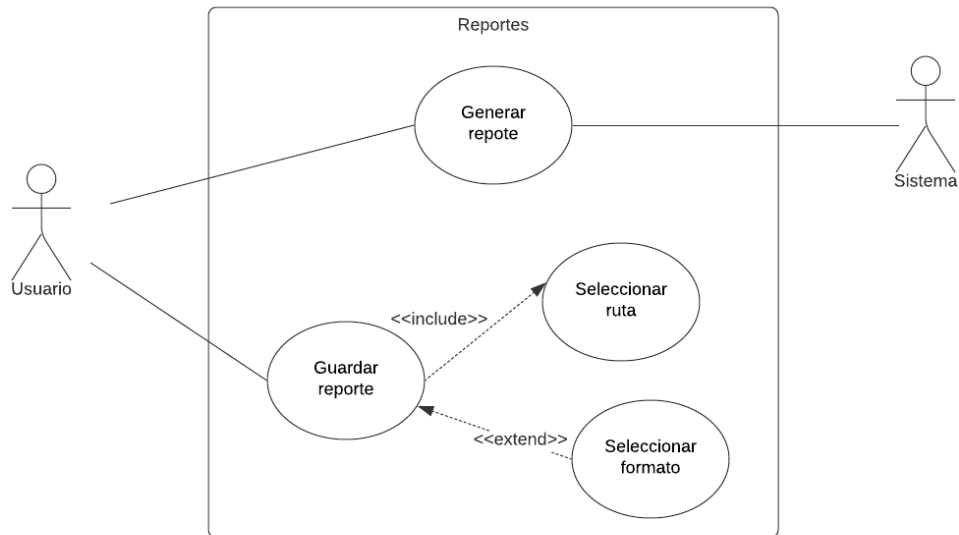 Reportes
Generar
repote
Sistema
Usuario
Seleccionar
ruta
<<include>>
Guardar
reporte
<<extend>>
Seleccionar
formato